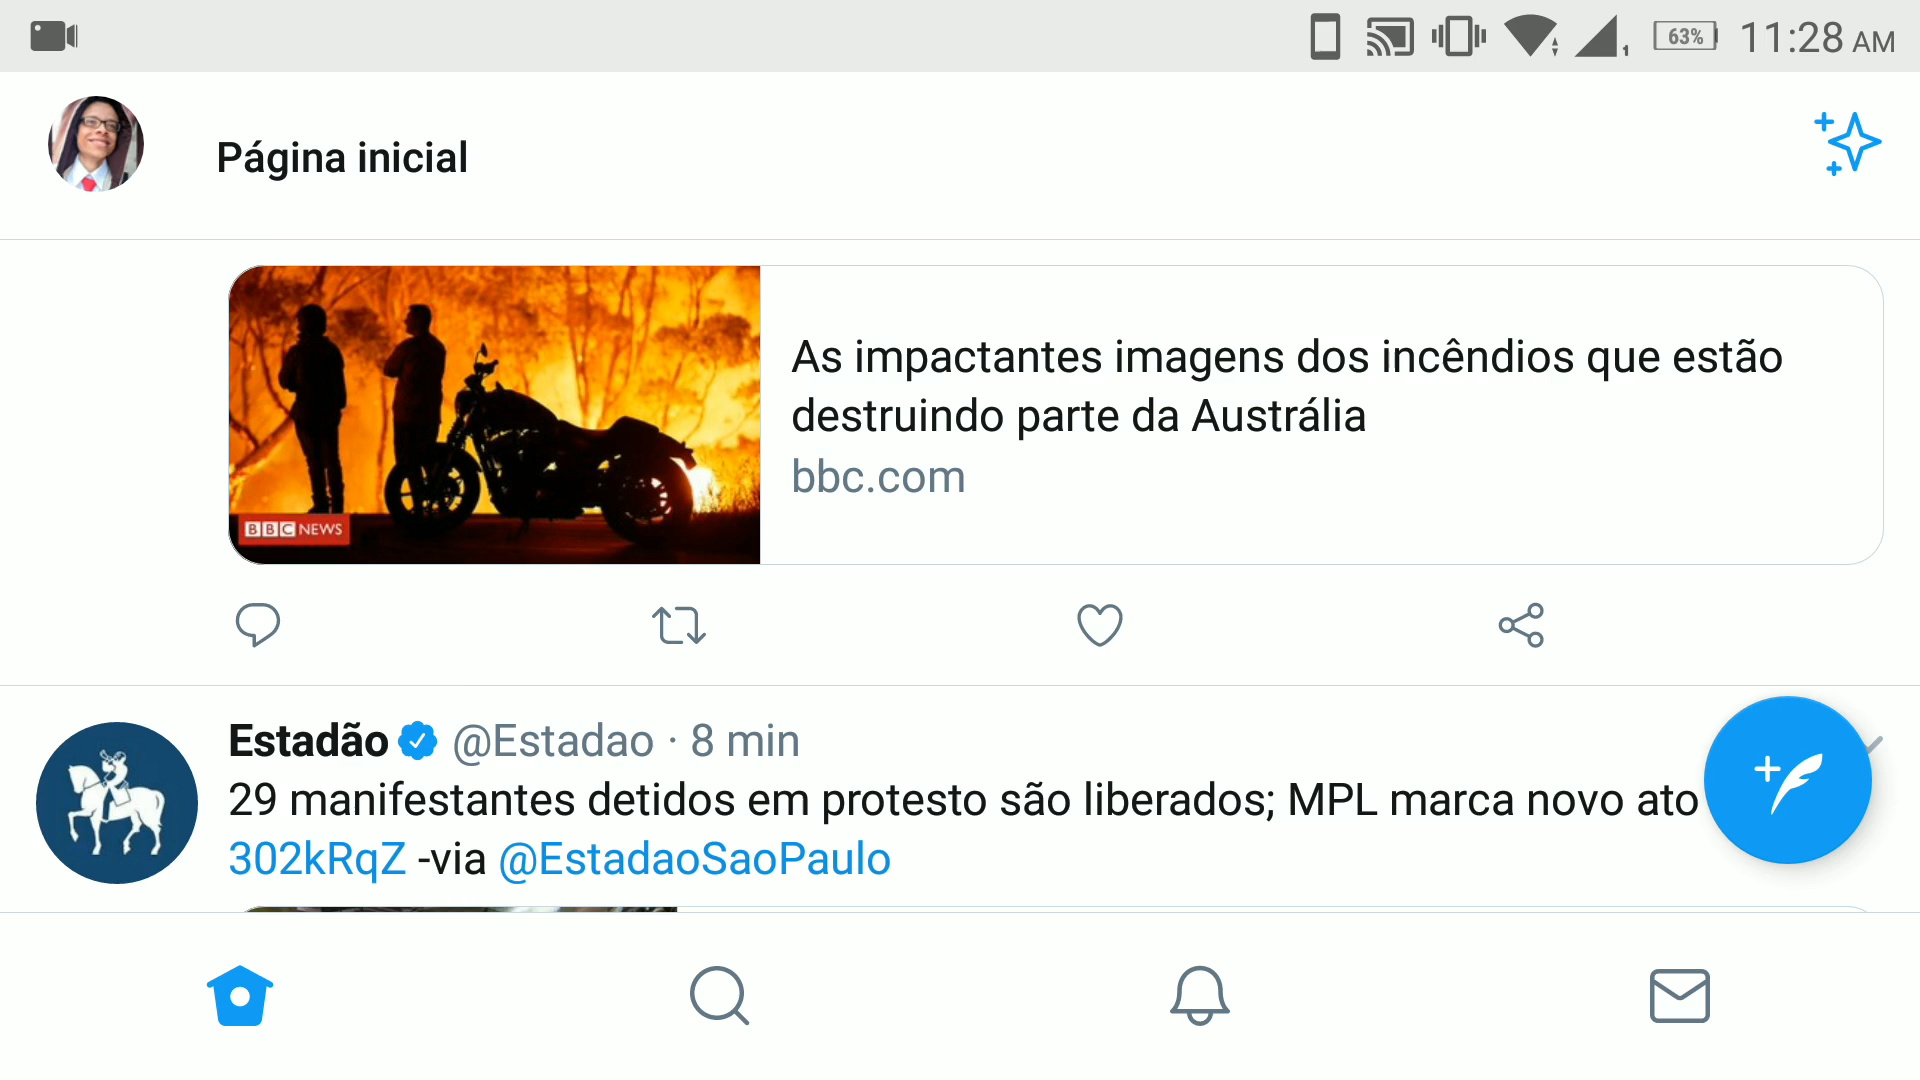 63% 11:28 AM
Página inicial
As impactantes imagens dos incêndios que estão
destruindo parte da Austrália
bbc.com
BBC NEWS
Estadão @Estadao · 8 min
29 manifestantes detidos em protesto são liberados; MPL marca novo ato
302kRqZ -via @EstadaoSaoPaulo